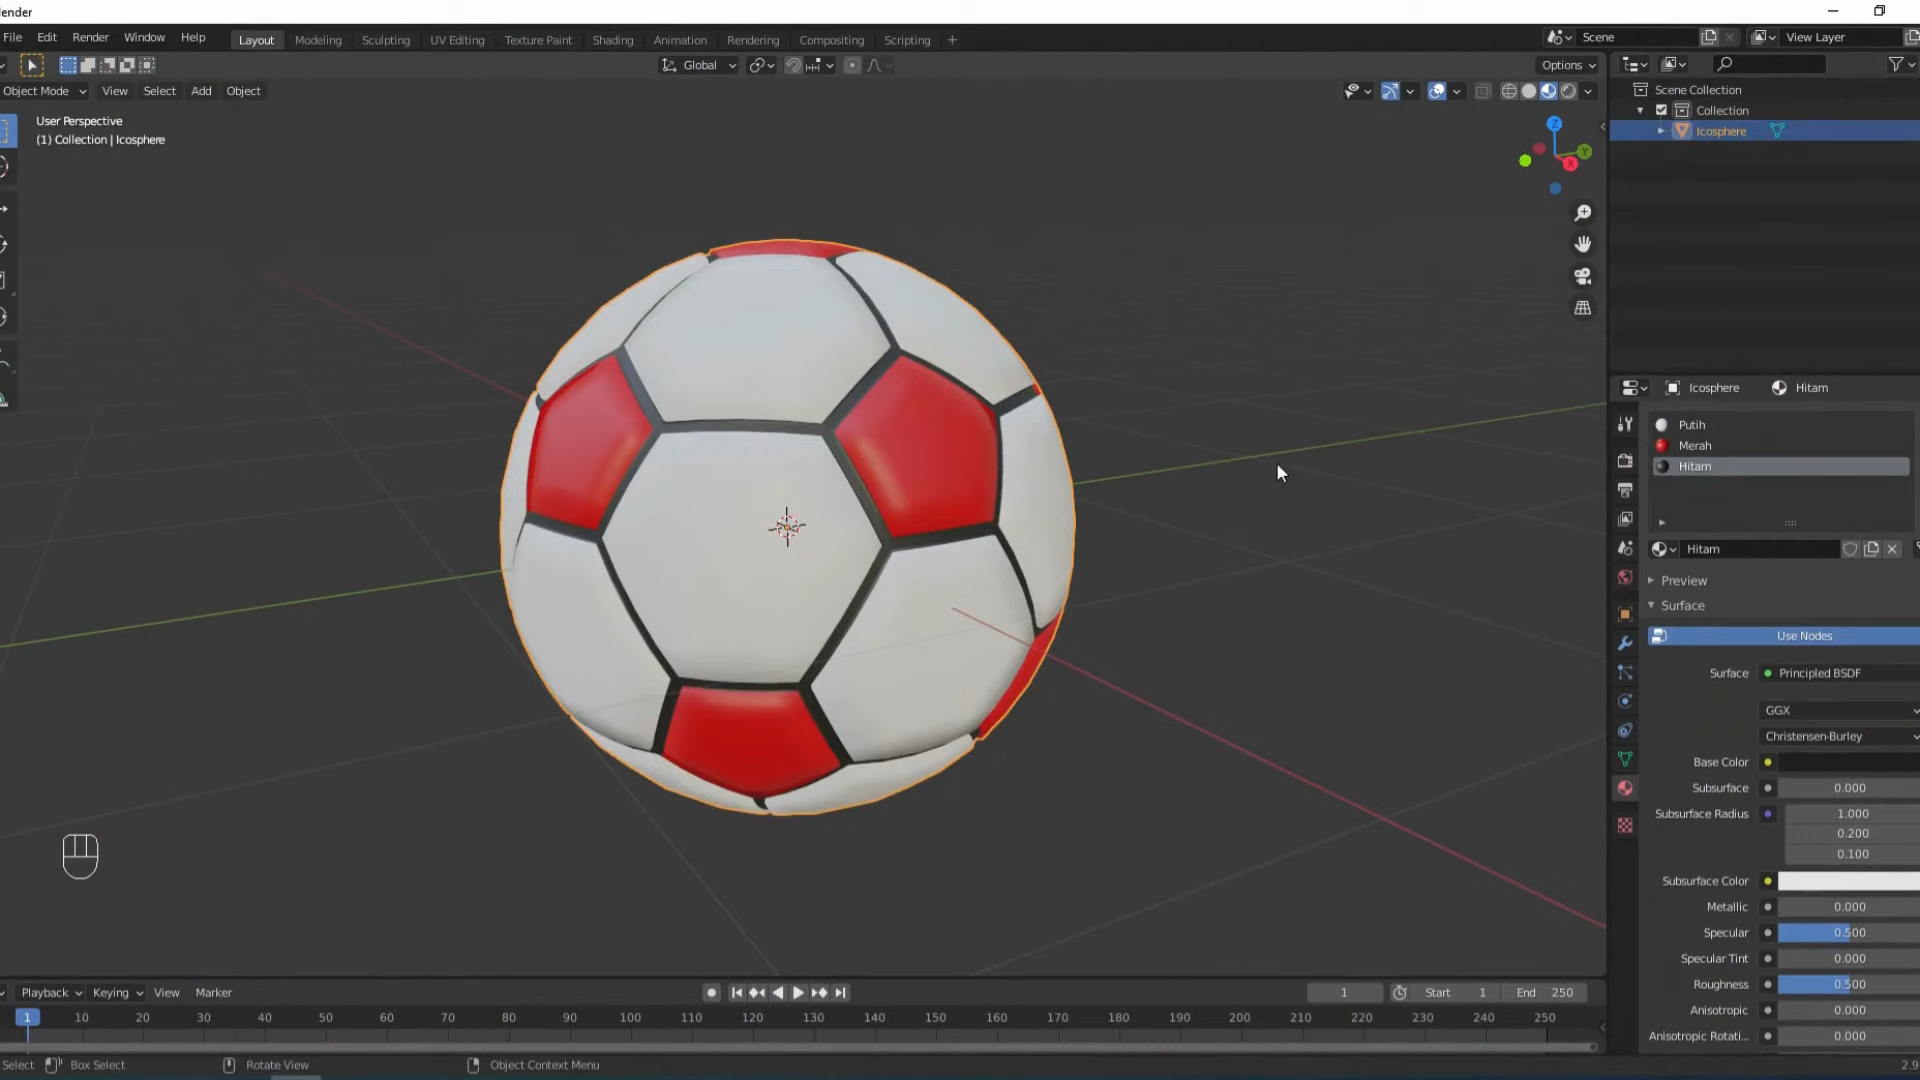 ender
File Edit Render Window Help Layout Modeling Sculpting UV Editing Texture Paint Shading Animation Rendering Compositing Scripting + Scene View Layer
Global Options
Object Mode View Select Add Object
User Perspective
(1) Collection | Icosphere
Z
Y
X
Scene Collection
Collection
Icosphere
Icosphere Hitam
Putih
Merah
Hitam
Hitam
Preview
Surface
Use Nodes
Surface Principled BSDF
GGX
Christensen-Burley
Base Color
Subsurface 0.000
Subsurface Radius 1.000
0.200
0.100
Subsurface Color
Metallic 0.000
Specular 0.500
Specular Tint 0.000
Roughness 0.500
Anisotropic 0.000
Anisotropic Rotati... 0.000
Playback Keying View Marker 1 Start 1 End 250
1 10 20 30 40 50 60 70 80 90 100 110 120 130 140 150 160 170 180 190 200 210 220 230 240 250
Select Box Select Rotate View Object Context Menu 2.9